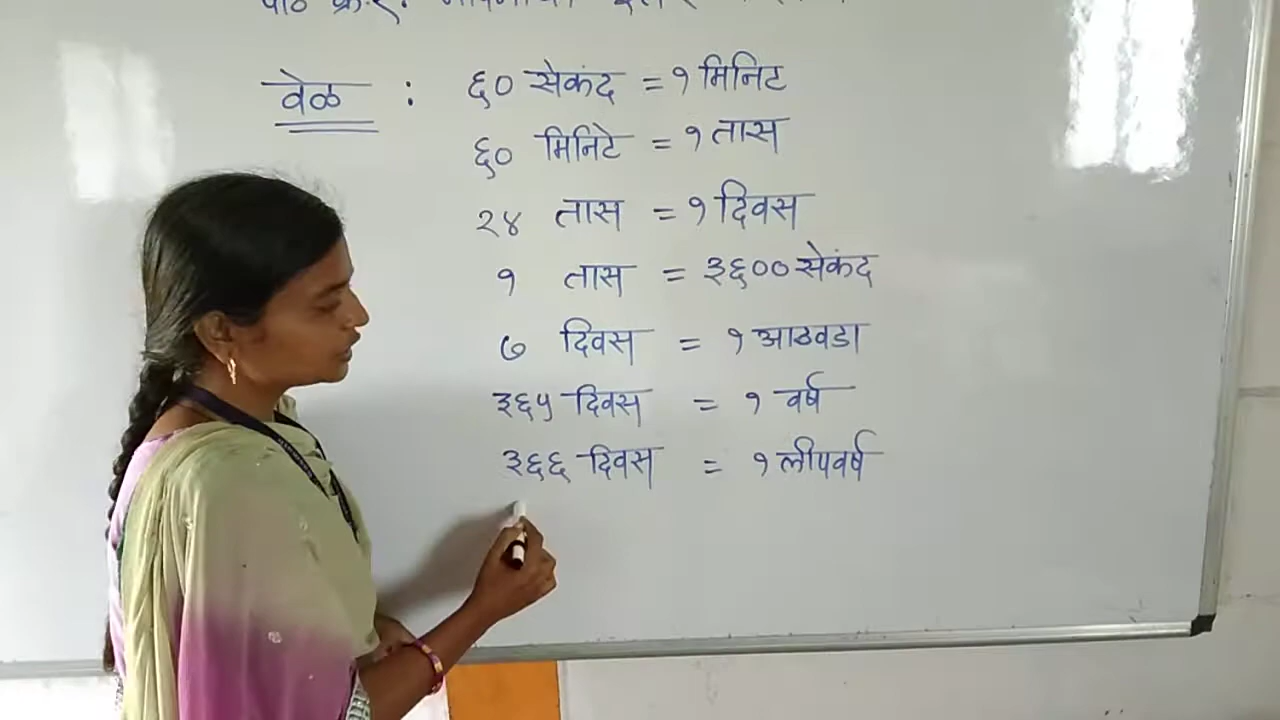 पाठ क्र.
वेळ : ६० सेकंद = १ मिनिट
६० मिनिटे = १ तास
२४ तास = १ दिवस
१ तास = ३६०० सेकंद
७ दिवस = १ आठवडा
३६५ दिवस = १ वर्ष
३६६ दिवस = १ लीपवर्ष